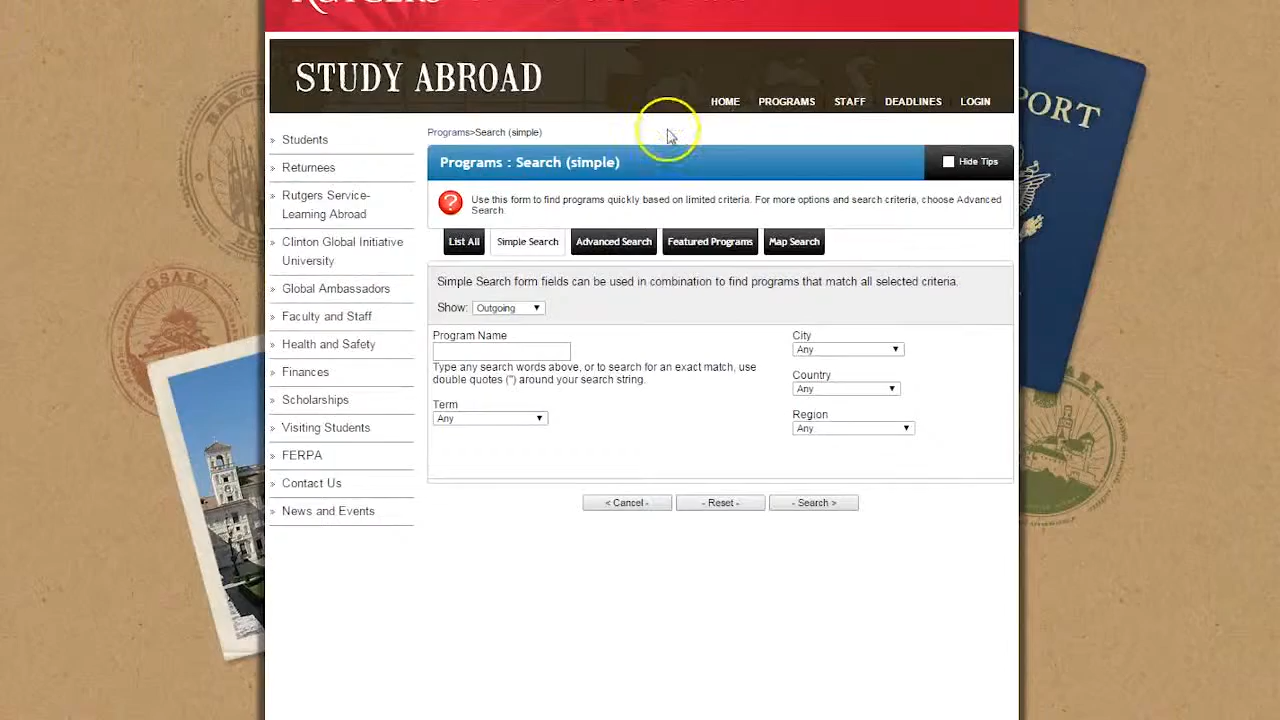 RUTGERS
STUDY ABROAD
HOME PROGRAMS STAFF DEADLINES LOGIN
Students
Returnees
Rutgers Service-
Learning Abroad
Clinton Global Initiative
University
Global Ambassadors
Faculty and Staff
Health and Safety
Finances
Scholarships
Visiting Students
FERPA
Contact Us
News and Events
Programs>Search (simple)
Programs : Search (simple)
Hide Tips
Use this form to find programs quickly based on limited criteria. For more options and search criteria, choose Advanced
Search.
List All Simple Search Advanced Search Featured Programs Map Search
Simple Search form fields can be used in combination to find programs that match all selected criteria.
Show: Outgoing
Program Name
Type any search words above, or to search for an exact match, use
double quotes (") around your search string.
Term
Any
City
Any
Country
Any
Region
Any
< Cancel - - Reset - - Search >
PORT
OSAKA